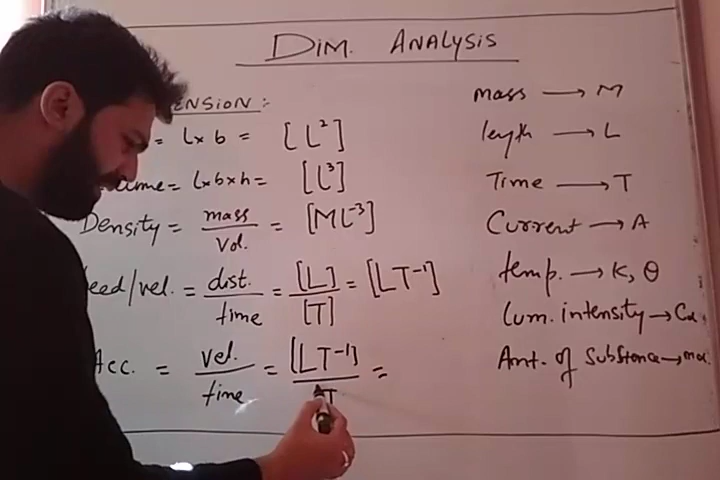 DIM. ANALYSIS
ENSION :-
= l x b = [L²]
ume = l x b x h = [L³]
Density = mass / Vol. = [ML⁻³]
eed/vel. = dist. / time = [L] / [T] = [LT⁻¹]
Acc. = vel. / time = [LT⁻¹] / T =
mass → M
length → L
Time → T
Current → A
temp. → K, θ
Lum. intensity → Cd
Amt. of Substance → mol